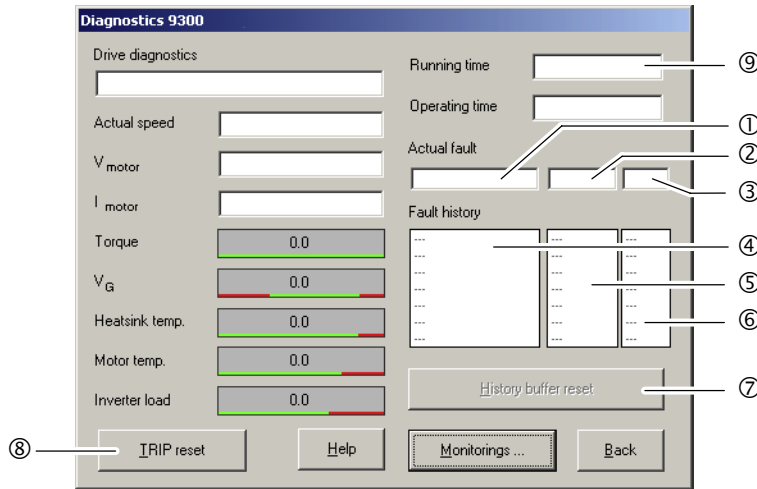 Diagnostics 9300
Drive diagnostics
Actual speed
V motor
I motor
Torque 0.0
VG 0.0
Heatsink temp. 0.0
Motor temp. 0.0
Inverter load 0.0
Running time ⑨
Operating time
Actual fault ①
②
③
Fault history
--- --- ---
--- --- --- ④
--- --- ---
--- --- --- ⑤
--- --- ---
--- --- --- ⑥
--- --- ---
History buffer reset ⑦
⑧ TRIP reset
Help
Monitorings ...
Back